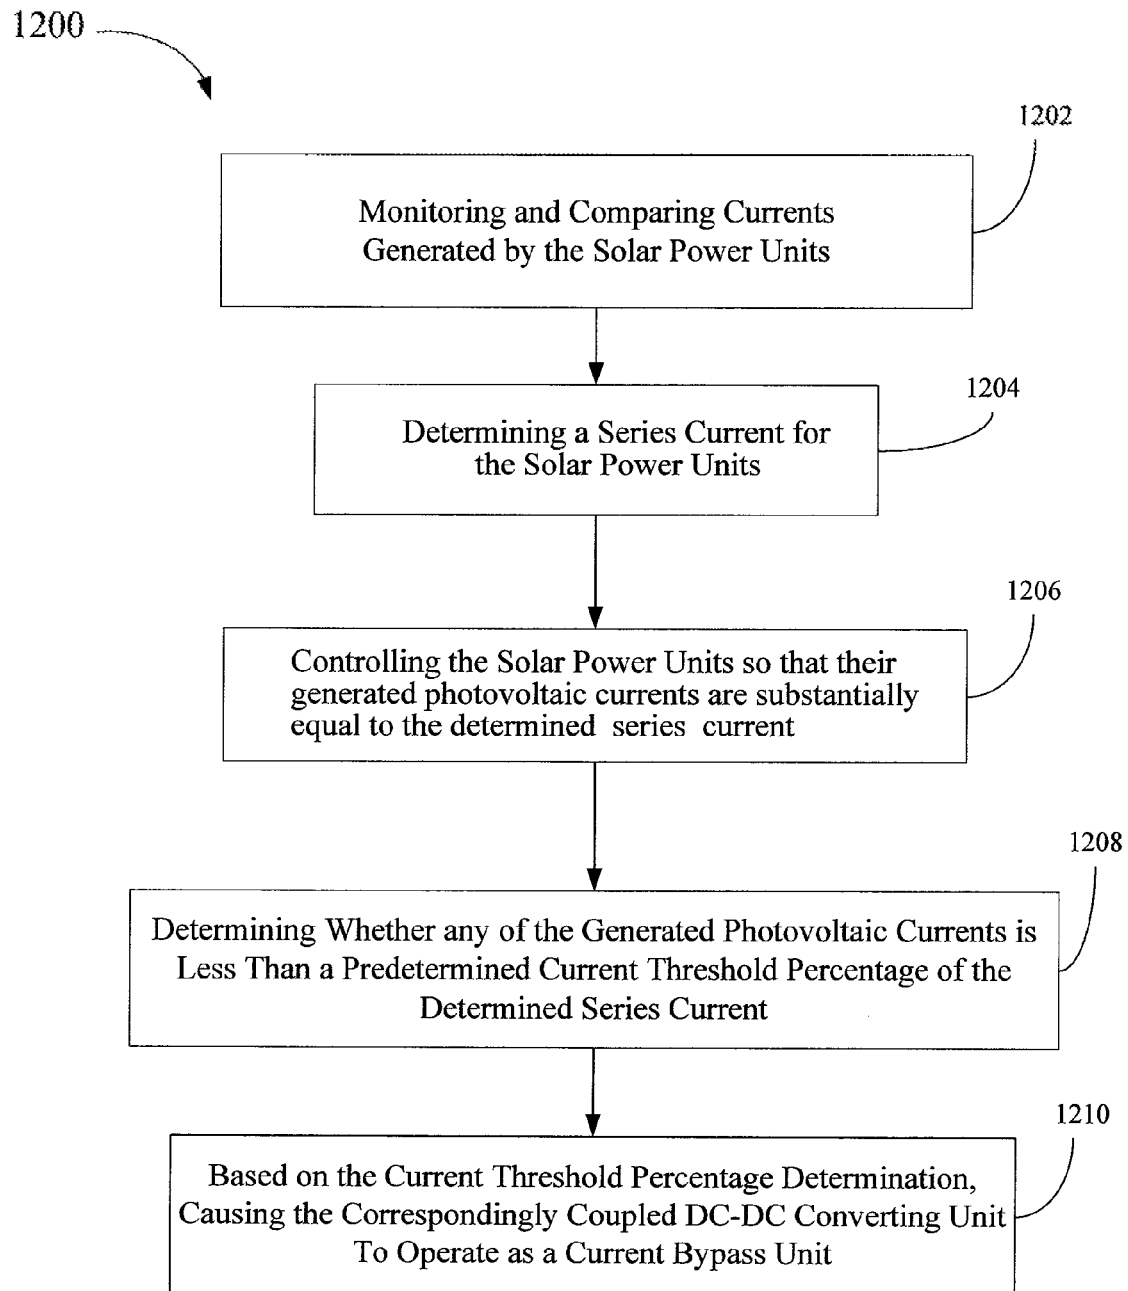 1200
1202
Monitoring and Comparing Currents
Generated by the Solar Power Units
1204
Determining a Series Current for
the Solar Power Units
1206
Controlling the Solar Power Units so that their
generated photovoltaic currents are substantially
equal to the determined series current
1208
Determining Whether any of the Generated Photovoltaic Currents is
Less Than a Predetermined Current Threshold Percentage of the
Determined Series Current
1210
Based on the Current Threshold Percentage Determination,
Causing the Correspondingly Coupled DC-DC Converting Unit
To Operate as a Current Bypass Unit